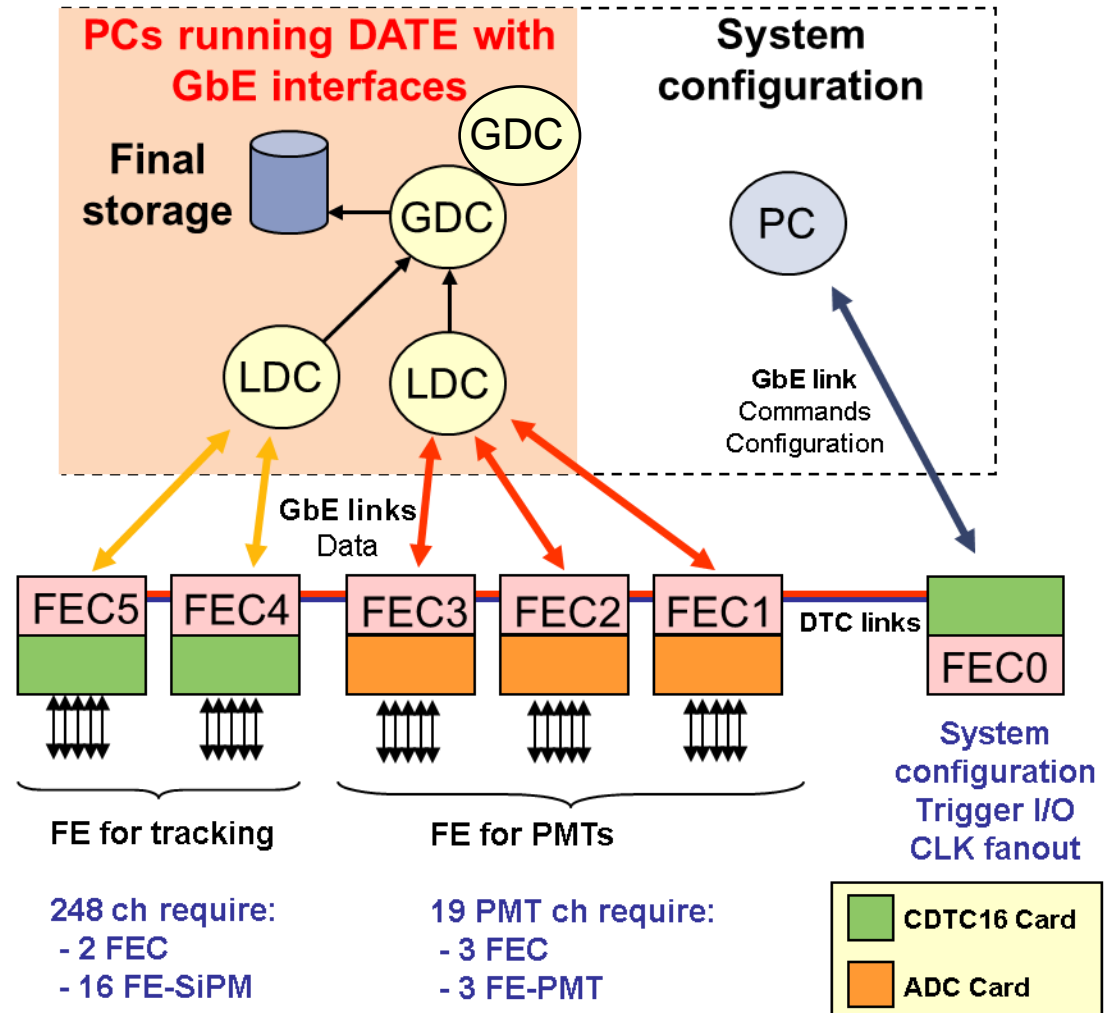 PCs running DATE with
GbE interfaces
System
configuration
GDC
Final
storage
GDC
PC
LDC
LDC
GbE link
Commands
Configuration
GbE links
Data
FEC5
FEC4
FEC3
FEC2
FEC1
DTC links
FEC0
System
configuration
Trigger I/O
CLK fanout
FE for tracking
FE for PMTs
248 ch require:
- 2 FEC
- 16 FE-SiPM
19 PMT ch require:
- 3 FEC
- 3 FE-PMT
CDTC16 Card
ADC Card